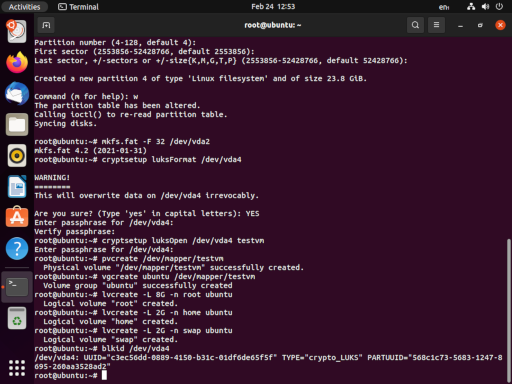 Activities
Terminal
Feb 24 12:53
en
root@ubuntu: ~
Partition number (4-128, default 4):
First sector (2553856-52428766, default 2553856):
Last sector, +/-sectors or +/-size{K,M,G,T,P} (2553856-52428766, default 52428766):
Created a new partition 4 of type 'Linux filesystem' and of size 23.8 GiB.
Command (m for help): w
The partition table has been altered.
Calling ioctl() to re-read partition table.
Syncing disks.
root@ubuntu:~# mkfs.fat -F 32 /dev/vda2
mkfs.fat 4.2 (2021-01-31)
root@ubuntu:~# cryptsetup luksFormat /dev/vda4
WARNING!
========
This will overwrite data on /dev/vda4 irrevocably.
Are you sure? (Type 'yes' in capital letters): YES
Enter passphrase for /dev/vda4:
Verify passphrase:
root@ubuntu:~# cryptsetup luksOpen /dev/vda4 testvm
Enter passphrase for /dev/vda4:
root@ubuntu:~# pvcreate /dev/mapper/testvm
Physical volume "/dev/mapper/testvm" successfully created.
root@ubuntu:~# vgcreate ubuntu /dev/mapper/testvm
Volume group "ubuntu" successfully created
root@ubuntu:~# lvcreate -L 8G -n root ubuntu
Logical volume "root" created.
root@ubuntu:~# lvcreate -L 2G -n home ubuntu
Logical volume "home" created.
root@ubuntu:~# lvcreate -L 2G -n swap ubuntu
Logical volume "swap" created.
root@ubuntu:~# blkid /dev/vda4
/dev/vda4: UUID="c3ec56dd-0889-4150-b31c-01df6de65f5f" TYPE="crypto_LUKS" PARTUUID="568c1c73-5683-1247-8
695-260aa3528ad2"
root@ubuntu:~#